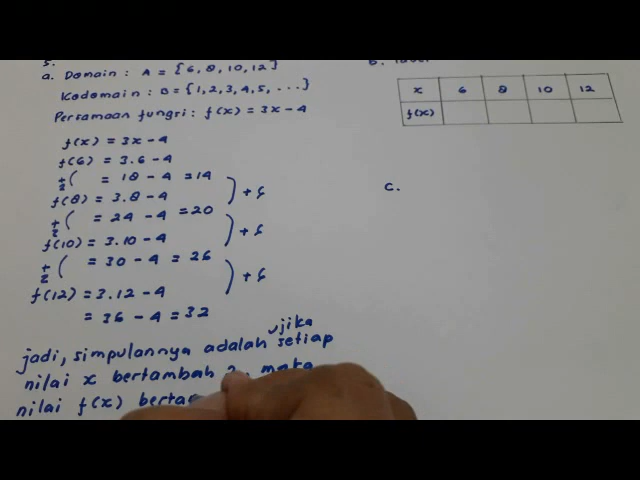 5.
a. Domain : A = {6, 8, 10, 12}
Kodomain : B = {1, 2, 3, 4, 5, ...}
Persamaan fungsi : f(x) = 3x - 4
f(x) = 3x - 4
f(6) = 3.6 - 4
= 18 - 4 = 14
+2 ( ) + 6
f(8) = 3.8 - 4
= 24 - 4 = 20
+2 ( ) + 6
f(10) = 3.10 - 4
= 30 - 4 = 26
+2 ( ) + 6
f(12) = 3.12 - 4
= 36 - 4 = 32
jadi, simpulannya adalah jika setiap
nilai x bertambah 2, maka
nilai f(x)
b. Tabel
x 6 8 10 12
f(x)
c.